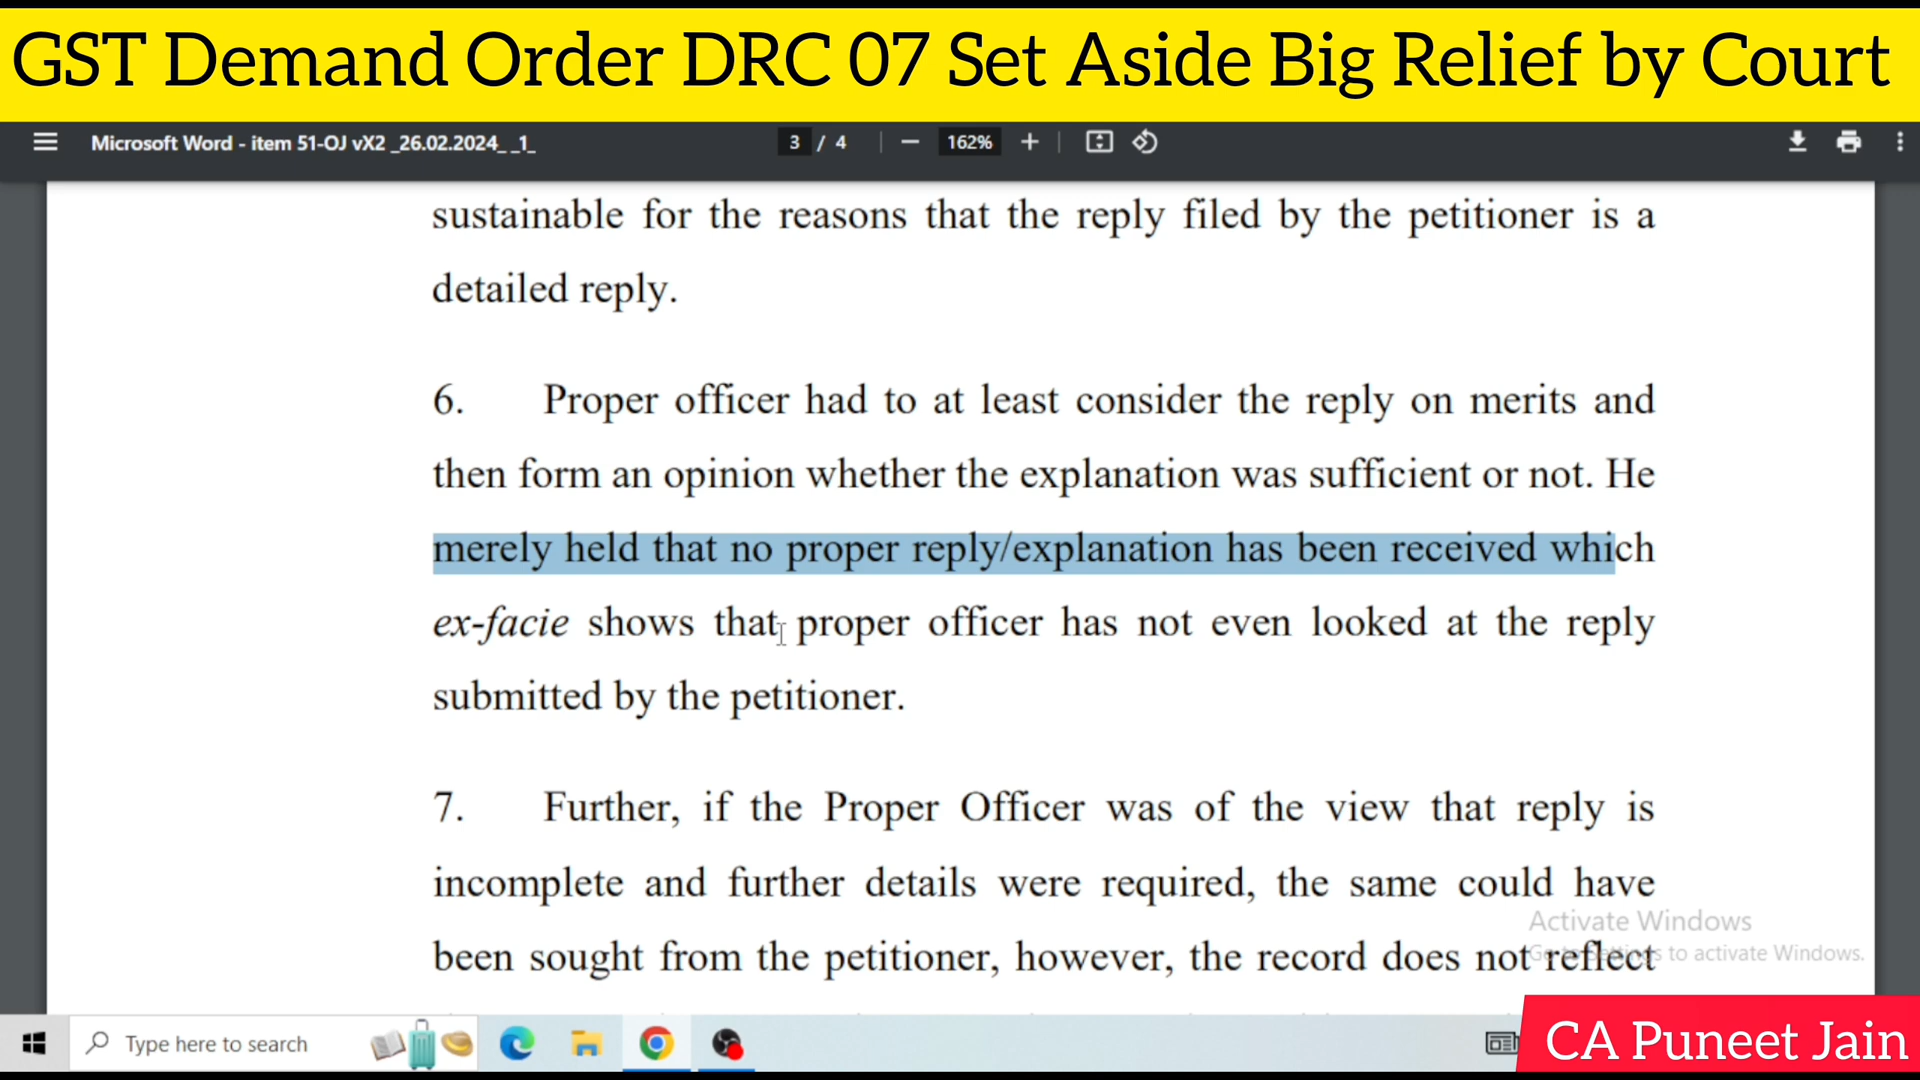 GST Demand Order DRC 07 Set Aside Big Relief by Court
Microsoft Word - item 51-OJ vX2 _26.02.2024_ _1_
3 / 4
162%
sustainable for the reasons that the reply filed by the petitioner is a
detailed reply.
6. Proper officer had to at least consider the reply on merits and
then form an opinion whether the explanation was sufficient or not. He
merely held that no proper reply/explanation has been received which
ex-facie shows that proper officer has not even looked at the reply
submitted by the petitioner.
7. Further, if the Proper Officer was of the view that reply is
incomplete and further details were required, the same could have
been sought from the petitioner, however, the record does not reflect
Activate Windows
Go to Settings to activate Windows.
Type here to search
CA Puneet Jain